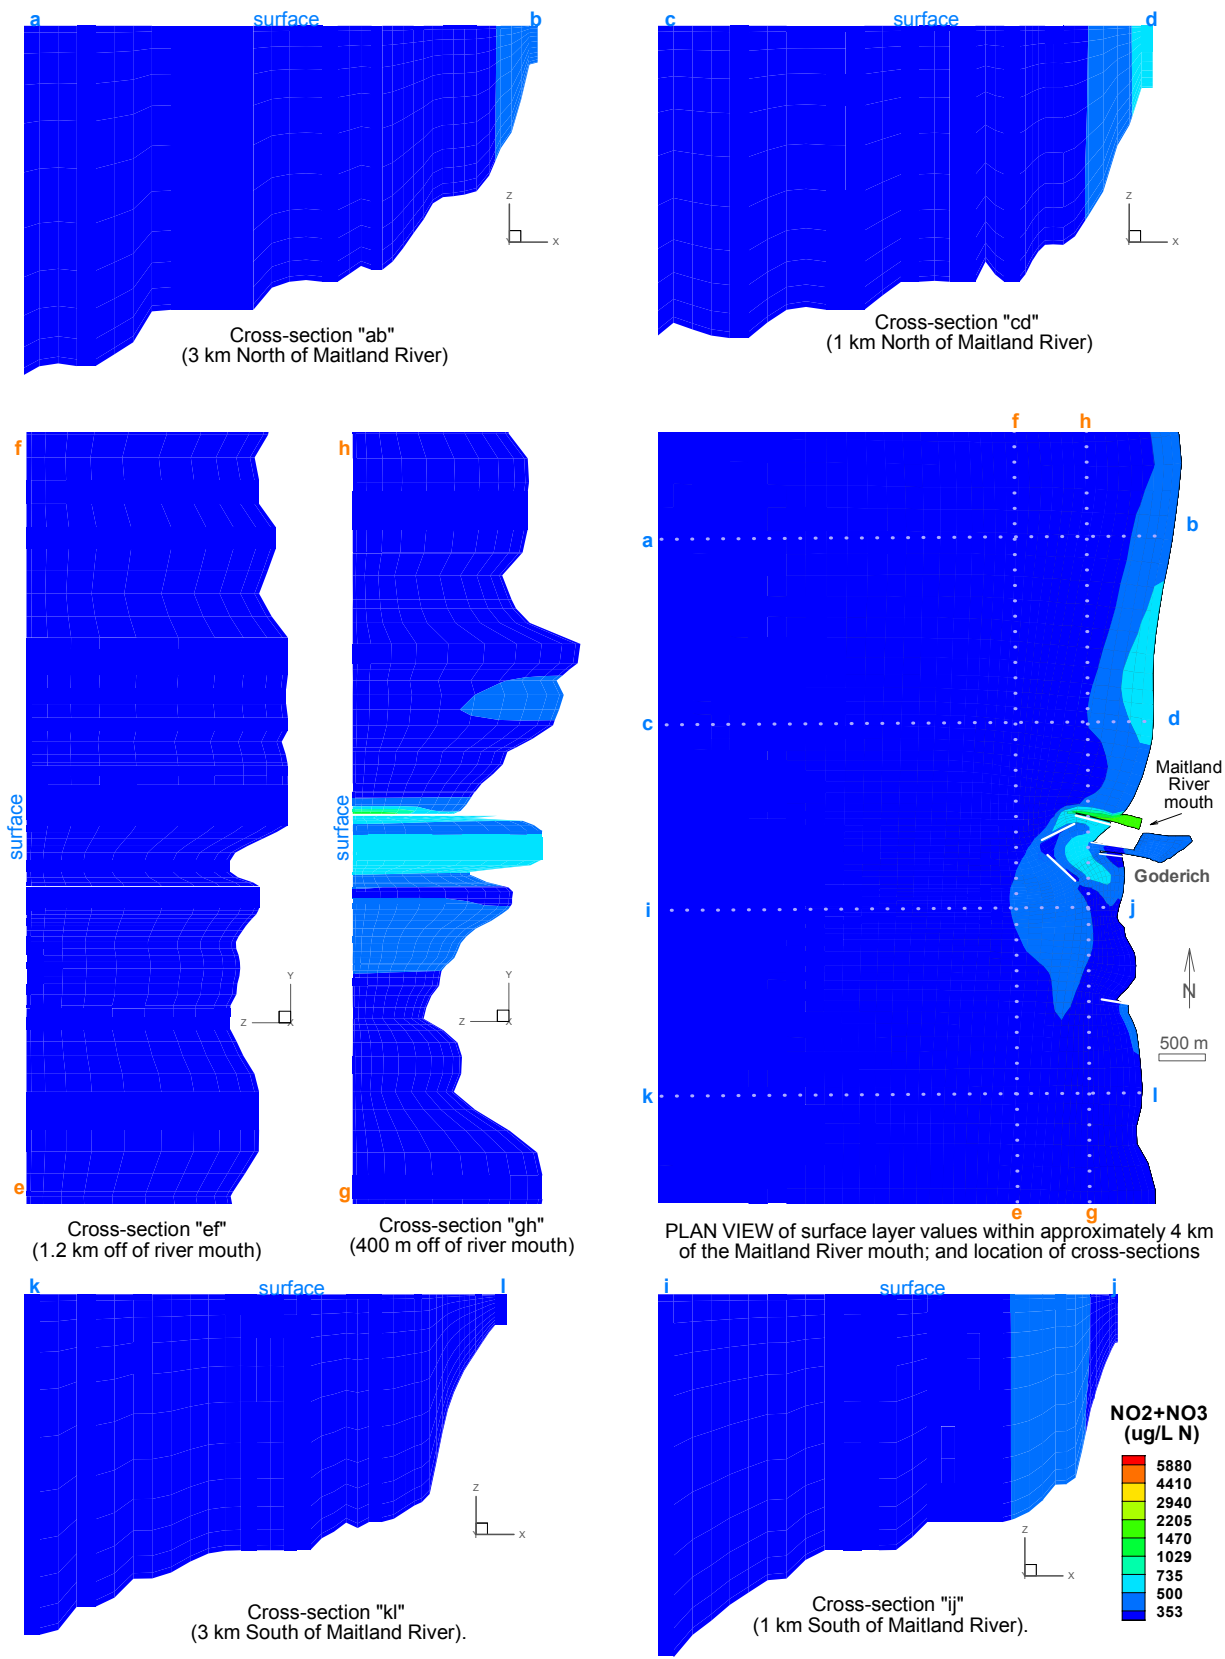 a surface b
c surface d
Z
Y X
Z
Y X
Cross-section "ab"
(3 km North of Maitland River)
Cross-section "cd"
(1 km North of Maitland River)
f
h
f h
b
a
c
d
Maitland
River
mouth
surface
surface
Goderich
i
j
Y
Z X
Y
Z X
N
500 m
k
l
e
g
e g
Cross-section "ef"
(1.2 km off of river mouth)
Cross-section "gh"
(400 m off of river mouth)
PLAN VIEW of surface layer values within approximately 4 km
of the Maitland River mouth; and location of cross-sections
k surface l
i surface j
NO2+NO3
(ug/L N)
5880
4410
2940
2205
1470
1029
735
500
353
Z
Y X
Z
Y X
Cross-section "kl"
(3 km South of Maitland River).
Cross-section "ij"
(1 km South of Maitland River).